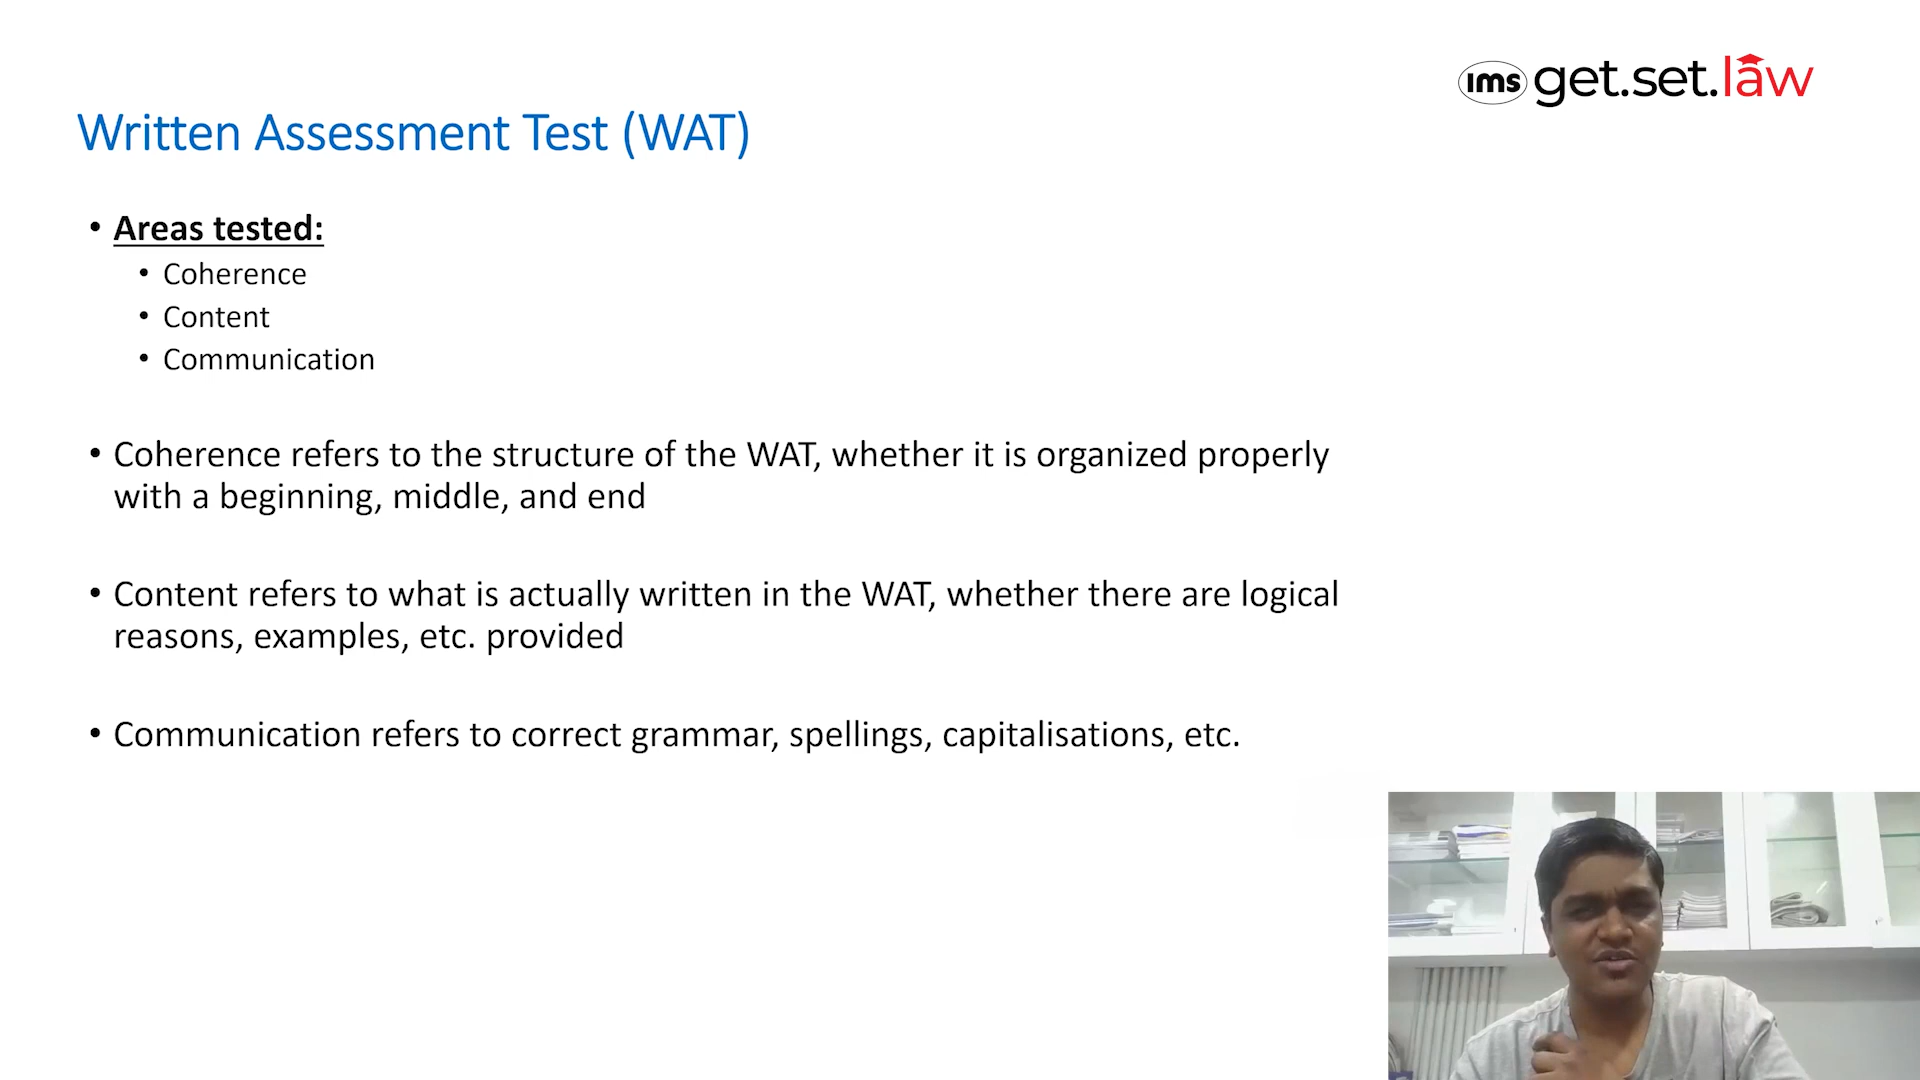 ims get.set.law
Written Assessment Test (WAT)
• Areas tested:
• Coherence
• Content
• Communication
• Coherence refers to the structure of the WAT, whether it is organized properly
with a beginning, middle, and end
• Content refers to what is actually written in the WAT, whether there are logical
reasons, examples, etc. provided
• Communication refers to correct grammar, spellings, capitalisations, etc.